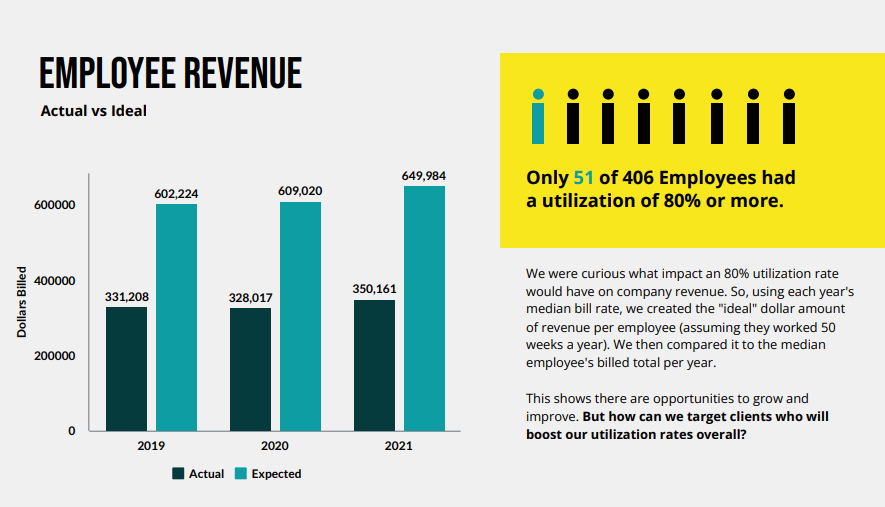 EMPLOYEE REVENUE
Actual vs Ideal
Dollars Billed
600000
400000
200000
0
331,208
602,224
328,017
609,020
350,161
649,984
2019
2020
2021
Actual
Expected
Only 51 of 406 Employees had
a utilization of 80% or more.
We were curious what impact an 80% utilization rate
would have on company revenue. So, using each year's
median bill rate, we created the "ideal" dollar amount
of revenue per employee (assuming they worked 50
weeks a year). We then compared it to the median
employee's billed total per year.
This shows there are opportunities to grow and
improve. But how can we target clients who will
boost our utilization rates overall?